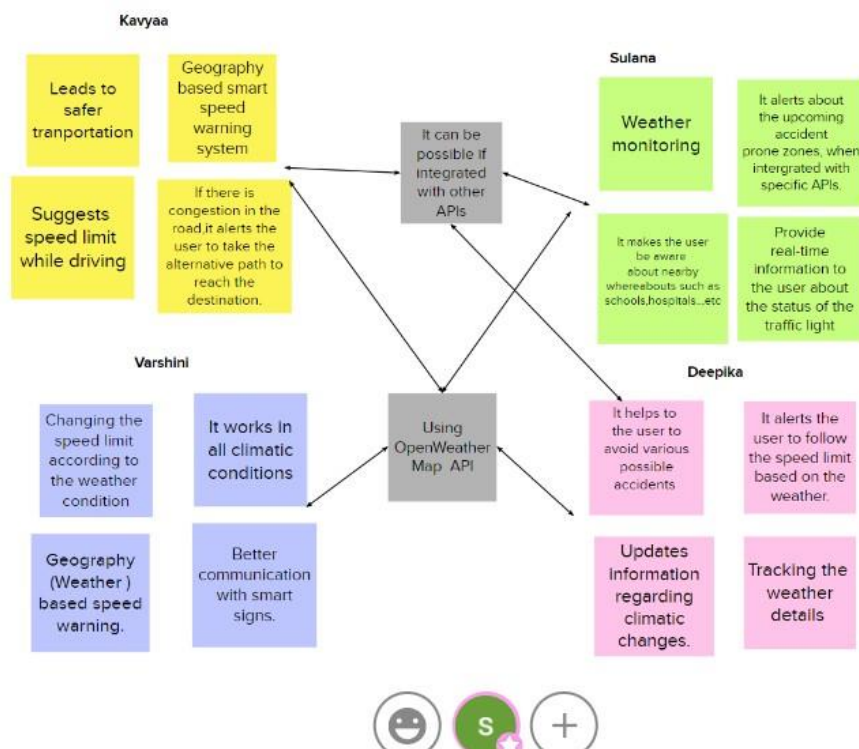 Kavyaa
Leads to
safer
tranportation
Geography
based smart
speed
warning
system
Suggests
speed limit
while driving
If there is
congestion in the
road,it alerts the
user to take the
alternative path to
reach the
destination.
It can be
possible if
integrated
with other
APIs
Sulana
Weather
monitoring
It alerts about
the upcoming
accident
prone zones, when
intergrated with
specific APIs.
It makes the user
be aware
about nearby
whereabouts such as
schools,hospitals...etc
Provide
real-time
information to
the user about
the status of the
traffic light
Varshini
Changing the
speed limit
according to
the weather
condition
It works in
all climatic
conditions
Geography
(Weather )
based speed
warning.
Better
communication
with smart
signs.
Using
OpenWeather
Map API
Deepika
It helps to
the user to
avoid various
possible
accidents
It alerts the
user to follow
the speed limit
based on the
weather.
Updates
information
regarding
climatic
changes.
Tracking the
weather
details
S